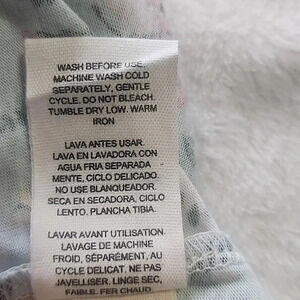 WASH BEFORE USE.
MACHINE WASH COLD
SEPARATELY, GENTLE
CYCLE. DO NOT BLEACH.
TUMBLE DRY LOW. WARM
IRON
LAVA ANTES USAR.
LAVA EN LAVADORA CON
AGUA FRIA SEPARADA
MENTE, CICLO DELICADO.
NO USE BLANQUEADOR.
SECA EN SECADORA, CICLO
LENTO. PLANCHA TIBIA.
LAVAR AVANT UTILISATION.
LAVAGE DE MACHINE
FROID, SÉPARÉMENT, AU
CYCLE DELICAT. NE PAS
JAVELLISER. LINGE SEC,
FAIBLE. FER CHAUD.